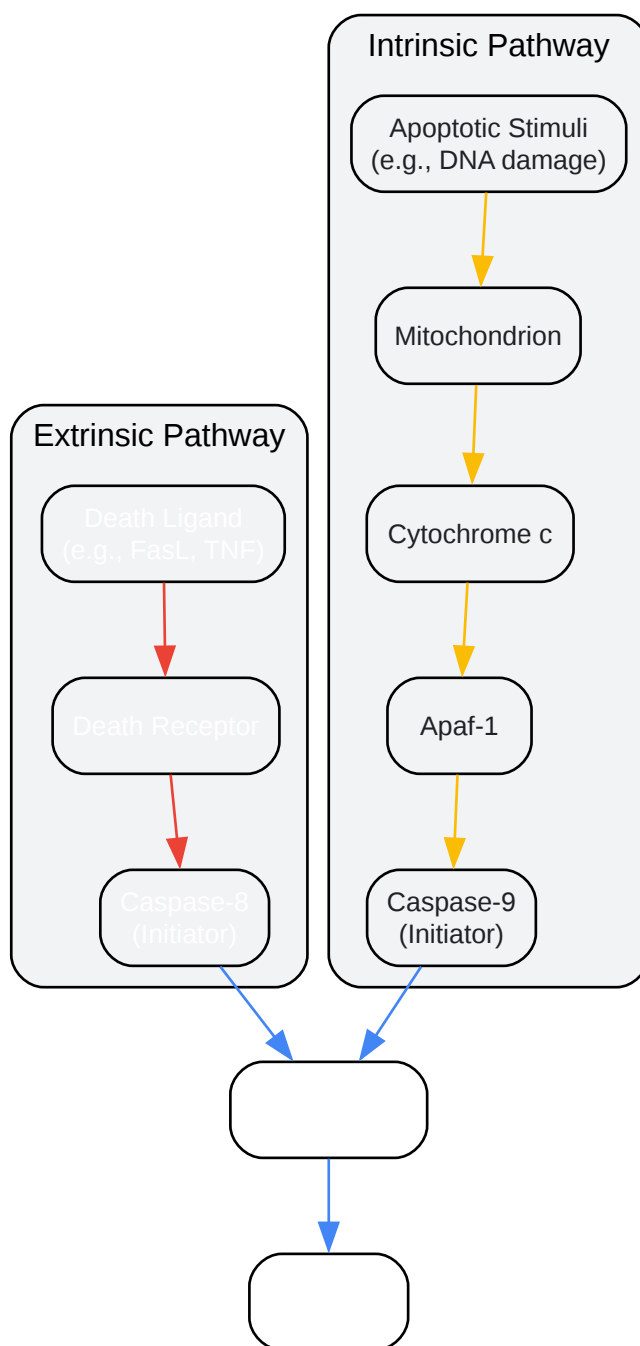 Intrinsic Pathway
Apoptotic Stimuli
(e.g., DNA damage)
Mitochondrion
Cytochrome c
Apaf-1
Caspase-9
(Initiator)
Extrinsic Pathway
Death Ligand
(e.g., FasL, TNF)
Death Receptor
Caspase-8
(Initiator)